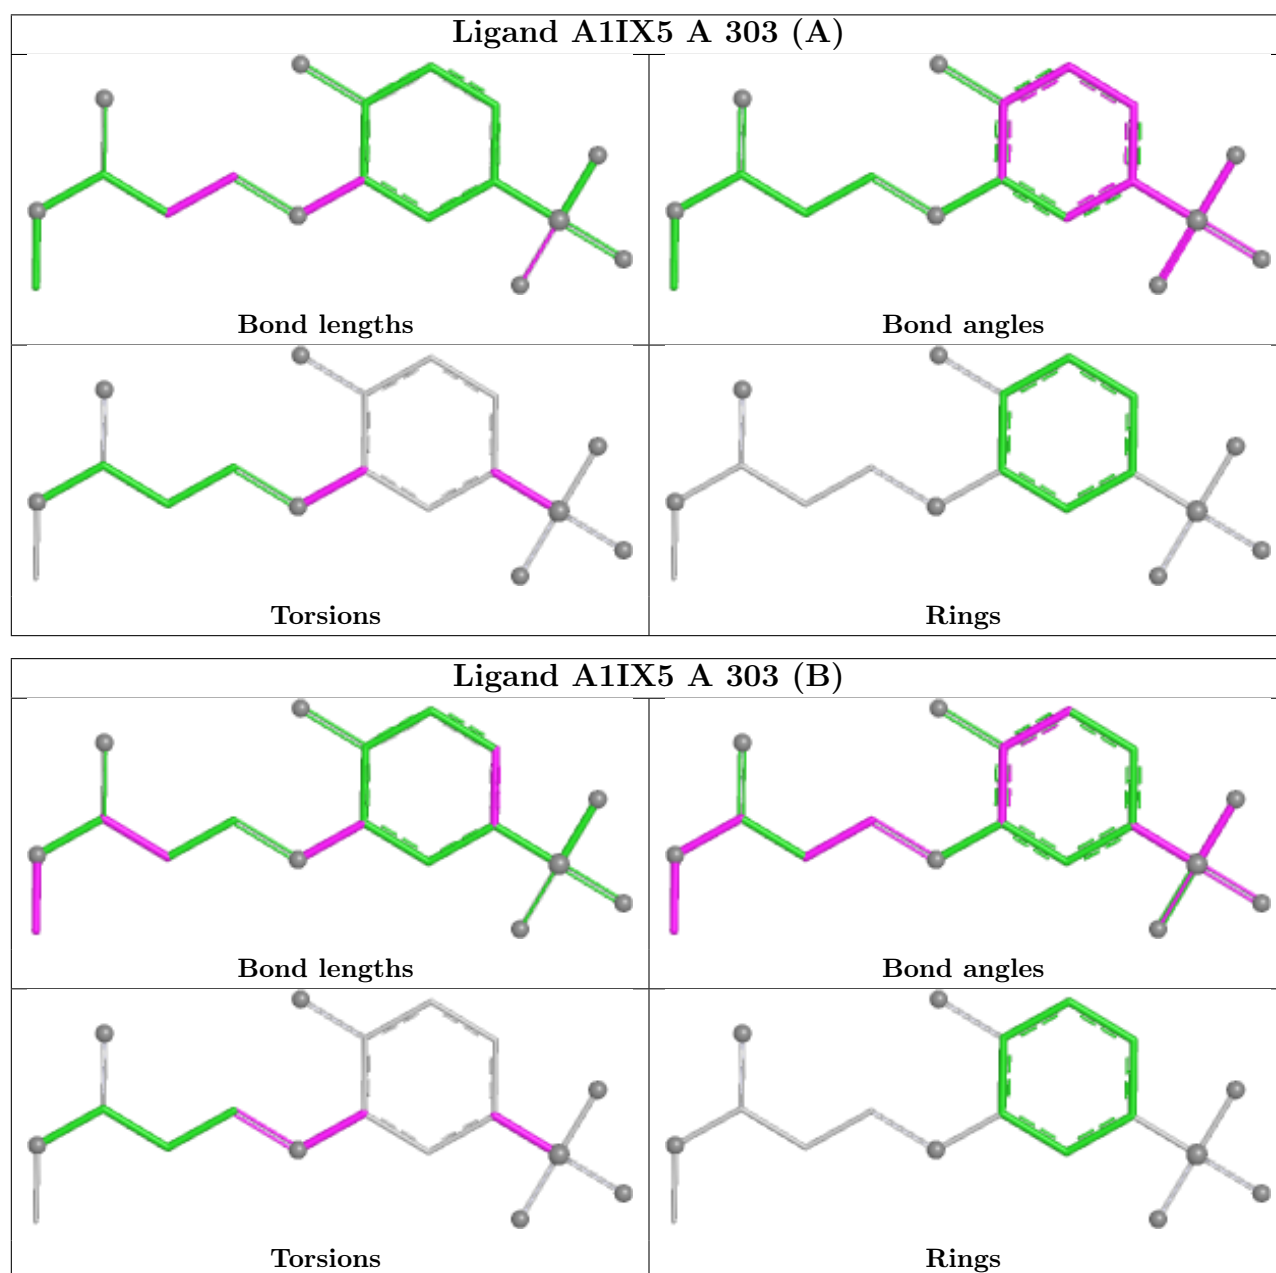 Ligand A1IX5 A 303 (A)
Bond lengths
Bond angles
Torsions
Rings
Ligand A1IX5 A 303 (B)
Bond lengths
Bond angles
Torsions
Rings